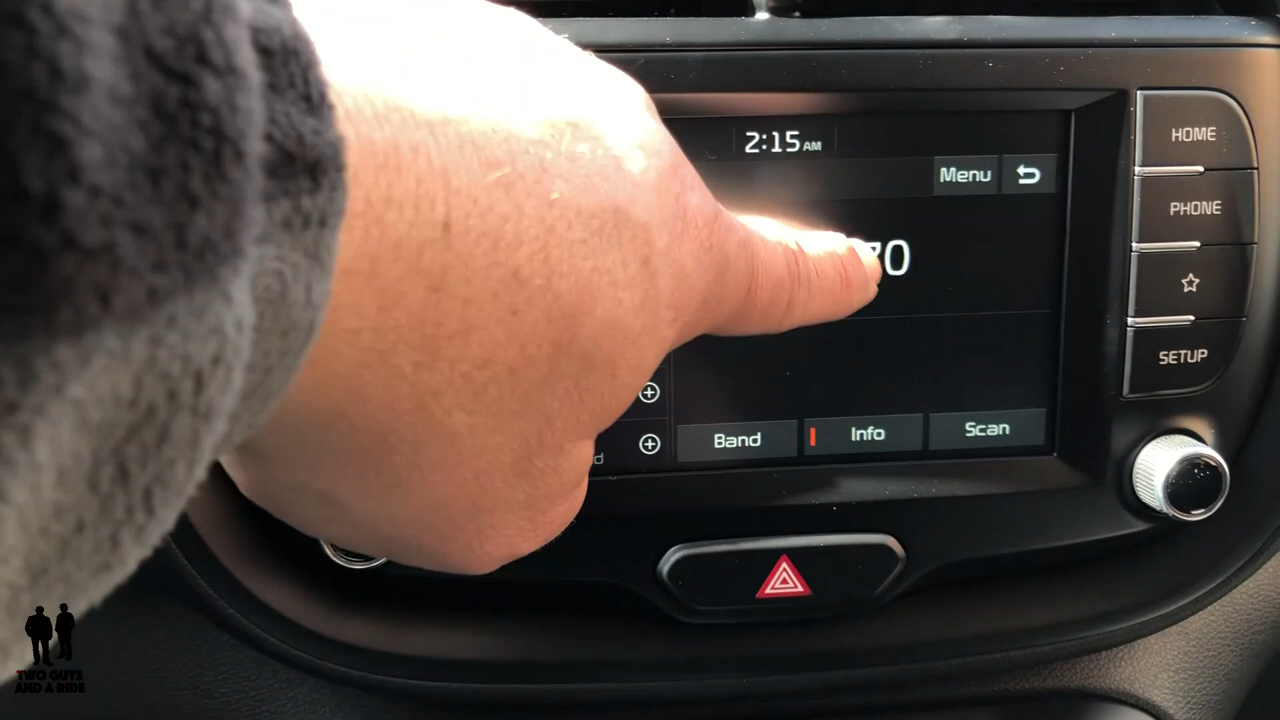 2:15 AM
HOME
Menu
PHONE
SETUP
Band
Info
Scan
TWO GUYS
AND A RIDE